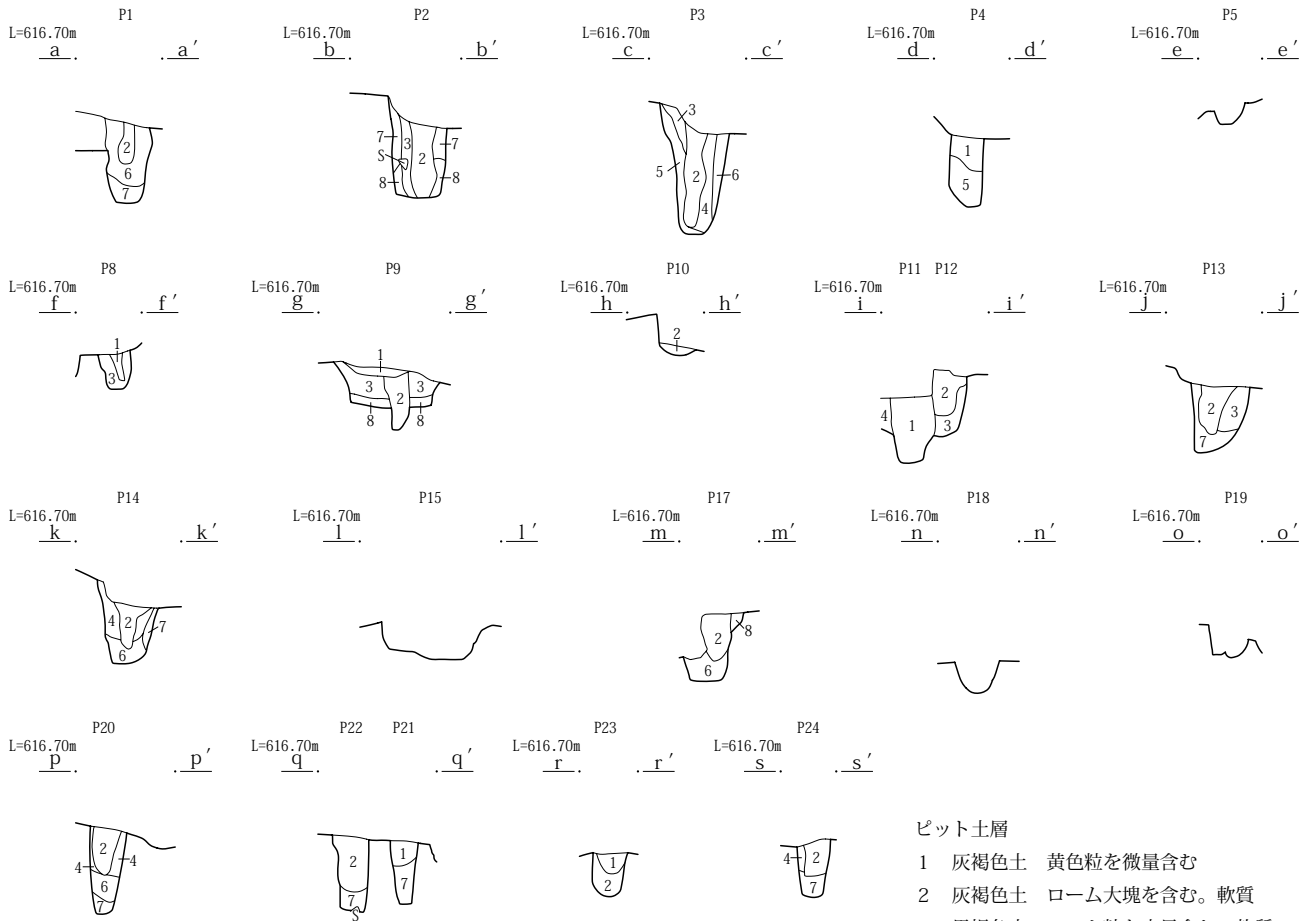 P1 P2 P3 P4 P5
L=616.70m L=616.70m L=616.70m L=616.70m L=616.70m
a a′ b b′ c c′ d d′ e e′
2 6 7
7 3 S 2 7 8 8
3 5 2 6 4
1 5
P8 P9 P10 P11 P12 P13
L=616.70m L=616.70m L=616.70m L=616.70m L=616.70m
f f′ g g′ h h′ i i′ j j′
1 3
1 3 2 3 8 8
2
4 1 2 3
2 3 7
P14 P15 P17 P18 P19
L=616.70m L=616.70m L=616.70m L=616.70m L=616.70m
k k′ l l′ m m′ n n′ o o′
4 2 7 6
2 8 6
P20 P22 P21 P23 P24
L=616.70m L=616.70m L=616.70m L=616.70m
p p′ q q′ r r′ s s′
2 4 4 6 7
2 7 S 1 7
1 2
4 2 7
ピット土層
1 灰褐色土 黄色粒を微量含む
2 灰褐色土 ローム大塊を含む。軟質